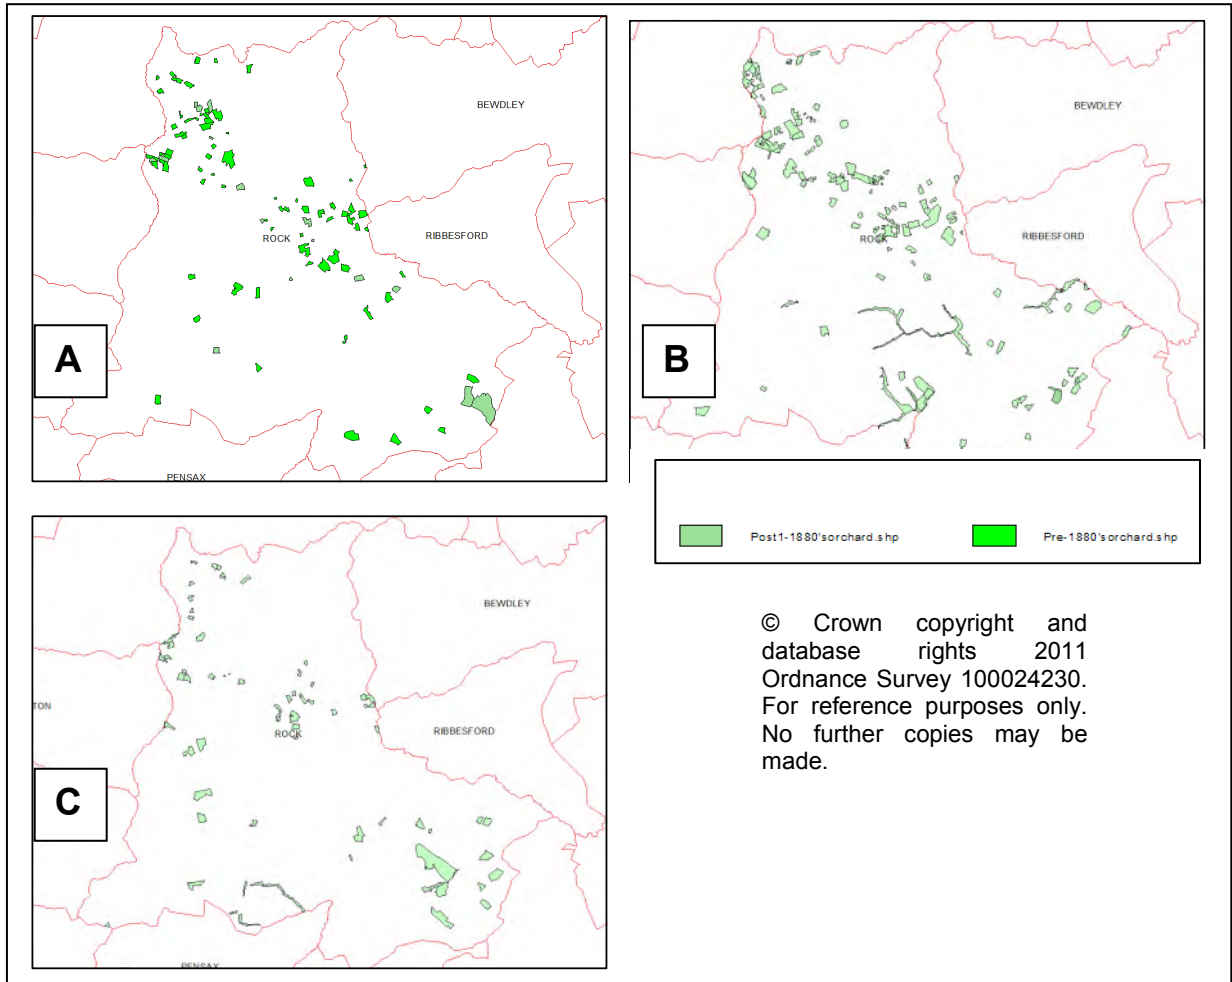 BEWDLEY
ROCK
RIBBESFORD
A
PENSAX
BEWDLEY
RIBBESFORD
ROCK
B
Post1-1880'sorchard.shp
Pre-1880'sorchard.shp
BEWDLEY
TON
RIBBESFORD
ROCK
C
PENSAX
© Crown copyright and
database rights 2011
Ordnance Survey 100024230.
For reference purposes only.
No further copies may be
made.